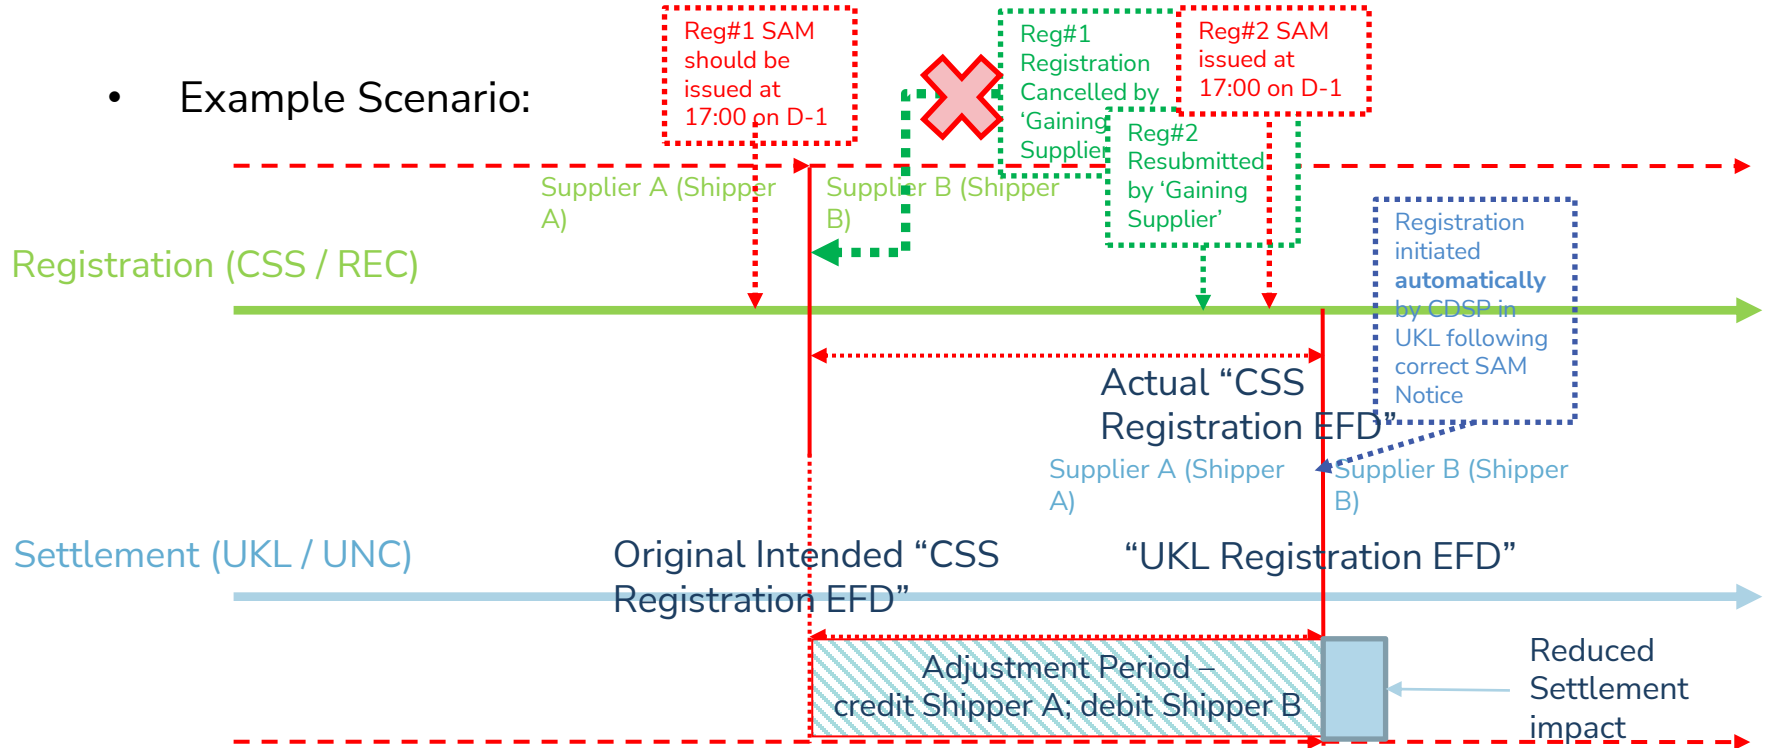 • Example Scenario:
Reg#1 SAM
should be
issued at
17:00 on D-1
Reg#1
Registration
Cancelled by
‘Gaining
Supplier
Reg#2
Resubmitted
by ‘Gaining
Supplier’
Reg#2 SAM
issued at
17:00 on D-1
Supplier A (Shipper
A)
Supplier B (Shipper
B)
Registration (CSS / REC)
Registration
initiated
automatically
by CDSP in
UKL following
correct SAM
Notice
Actual “CSS
Registration EFD”
Supplier A (Shipper
A)
Supplier B (Shipper
B)
Settlement (UKL / UNC)
Original Intended “CSS
Registration EFD”
“UKL Registration EFD”
Adjustment Period –
credit Shipper A; debit Shipper B
Reduced
Settlement
impact